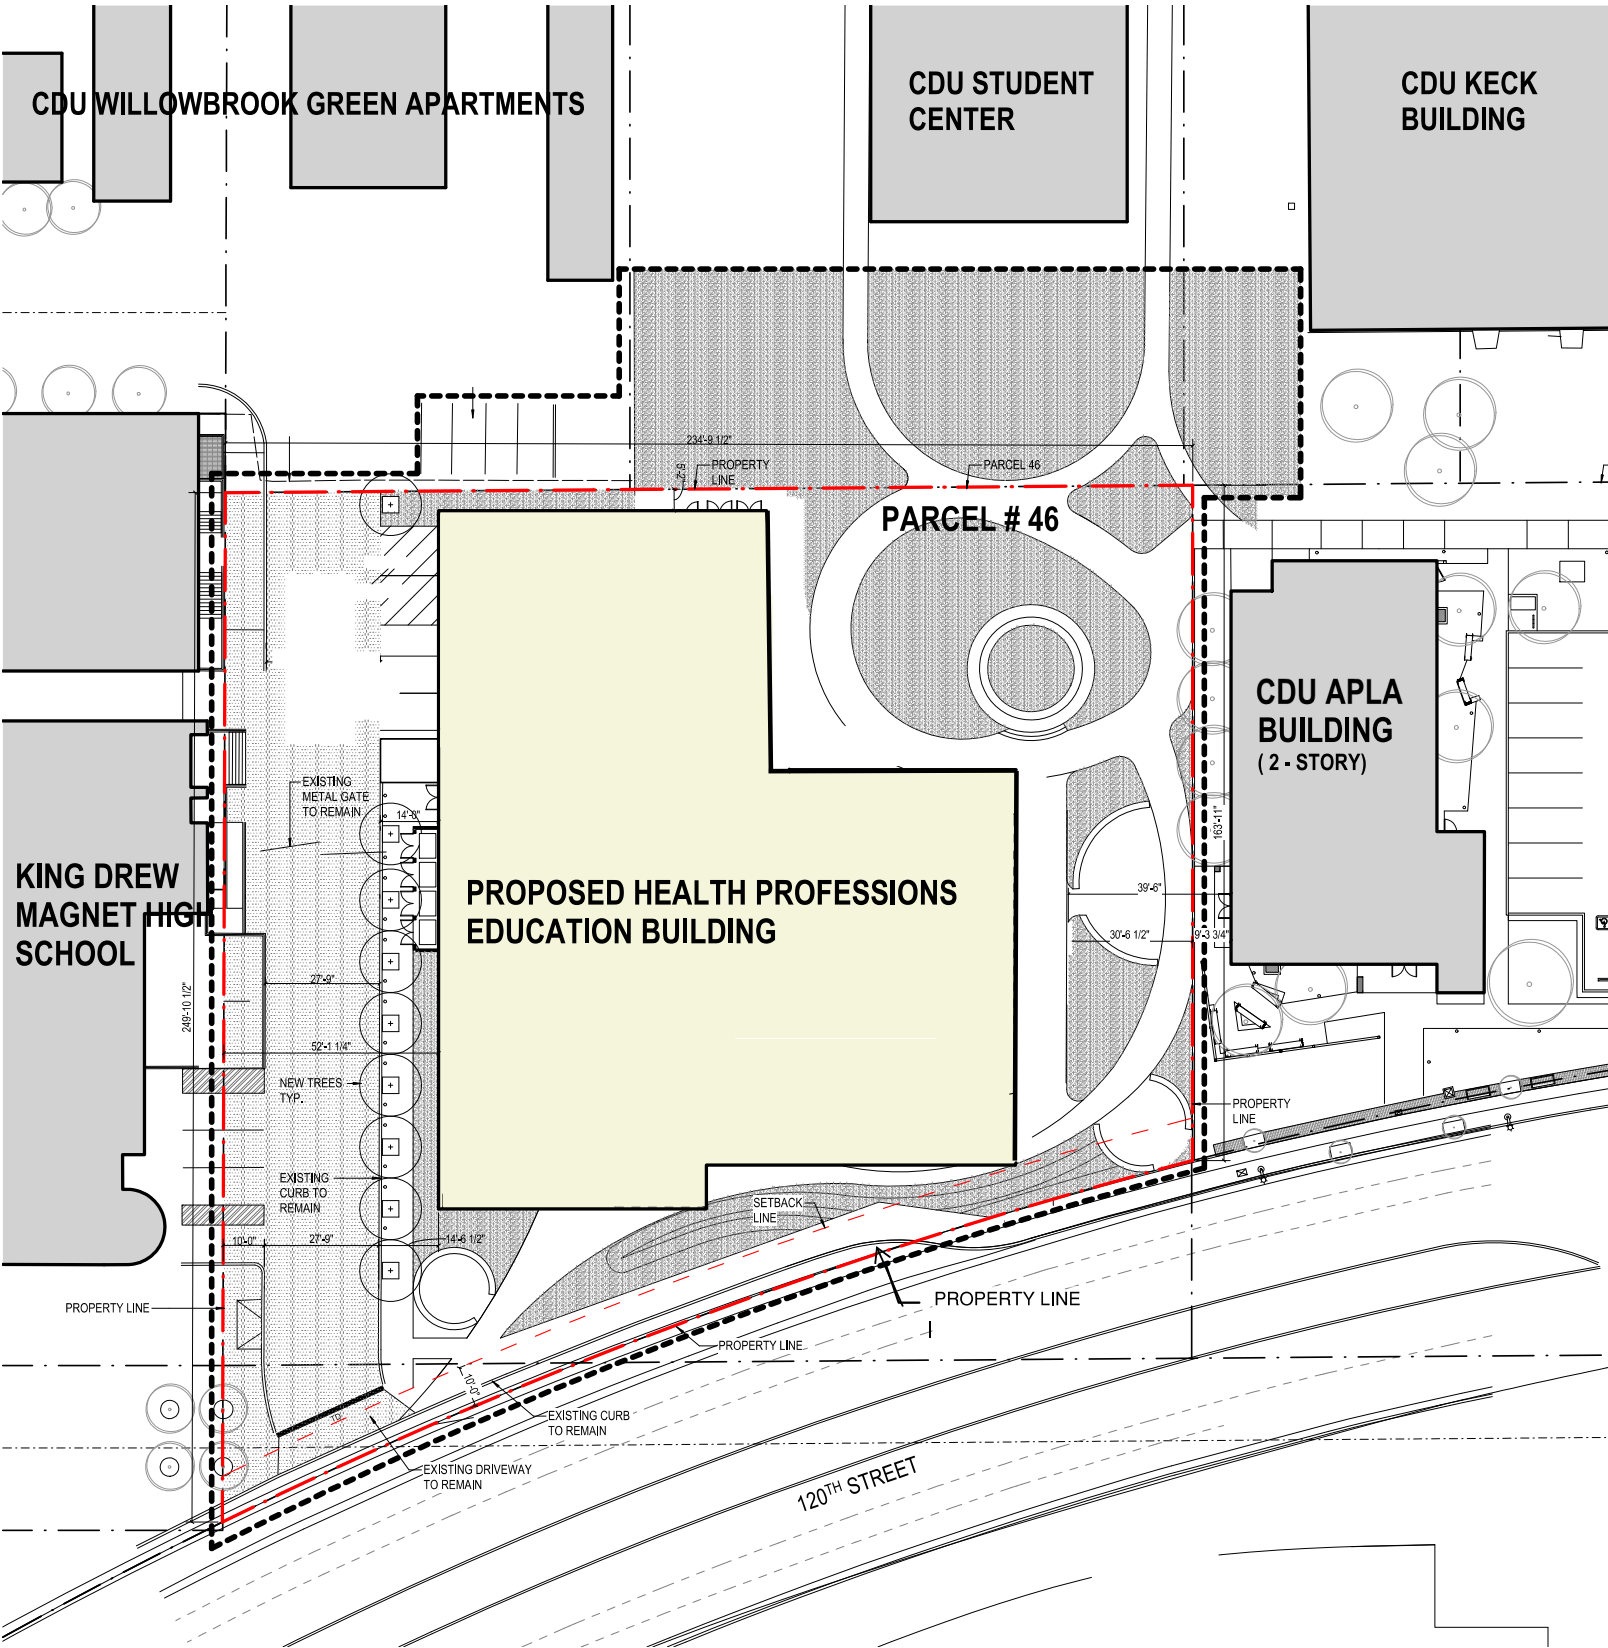 CDU WILLOWBROOK GREEN APARTMENTS
CDU STUDENT
CENTER
CDU KECK
BUILDING
234'-9 1/2"
5'-2"
PROPERTY
LINE
PARCEL 46
PARCEL # 46
CDU APLA
BUILDING
( 2 - STORY)
EXISTING
METAL GATE
TO REMAIN
14'-0"
163'-11"
KING DREW
MAGNET HIGH
SCHOOL
PROPOSED HEALTH PROFESSIONS
EDUCATION BUILDING
39'-6"
30'-6 1/2"
9'-3 3/4"
27'-9"
249'-10 1/2"
52'-1 1/4"
NEW TREES
TYP.
PROPERTY
LINE
EXISTING
CURB TO
REMAIN
SETBACK
LINE
10'-0"
27'-9"
14'-6 1/2"
PROPERTY LINE
PROPERTY LINE
PROPERTY LINE
10'-0"
EXISTING CURB
TO REMAIN
TD
EXISTING DRIVEWAY
TO REMAIN
120TH STREET